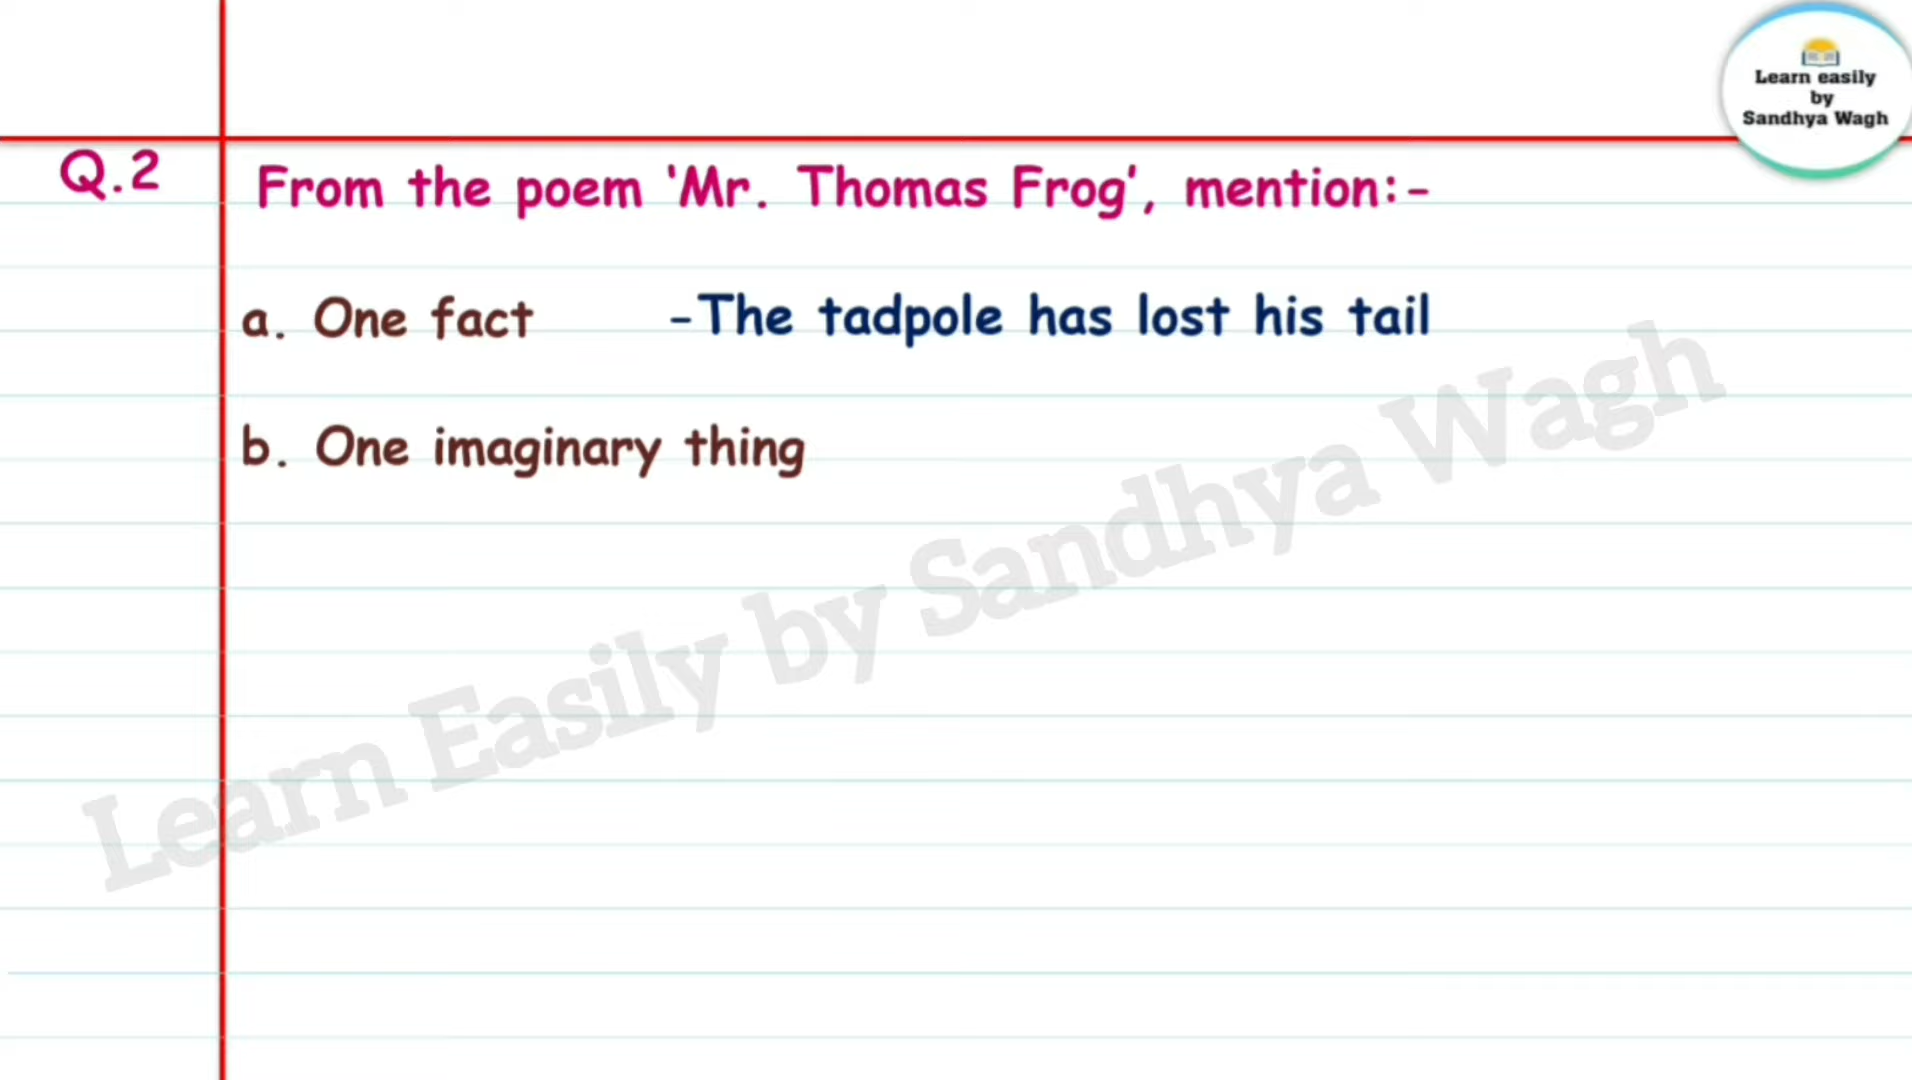 Learn easily
by
Sandhya Wagh
Q.2 From the poem 'Mr. Thomas Frog', mention:-
a. One fact -The tadpole has lost his tail
b. One imaginary thing
Learn Easily by Sandhya Wagh